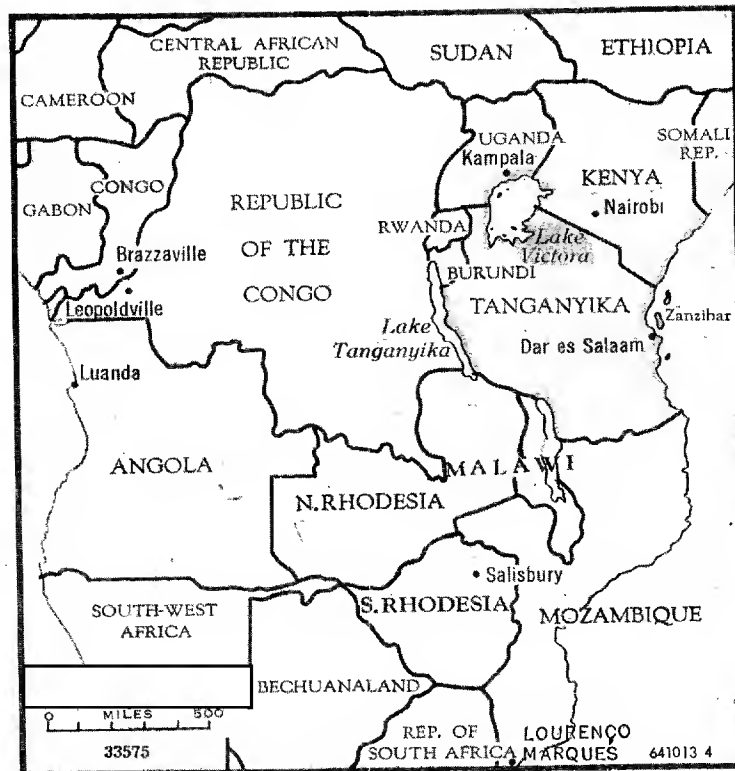 CENTRAL AFRICAN
REPUBLIC
SUDAN
ETHIOPIA
CAMEROON
UGANDA
Kampala
SOMALI
REP.
CONGO
GABON
KENYA
Nairobi
REPUBLIC
OF THE
CONGO
RWANDA
Lake
Victora
Brazzaville
Leopoldville
BURUNDI
TANGANYIKA
Zanzibar
Lake
Tanganyika
Dar es Salaam
Luanda
ANGOLA
MALAWI
N. RHODESIA
Salisbury
S. RHODESIA
SOUTH-WEST
AFRICA
MOZAMBIQUE
BECHUANALAND
0 MILES 500
33575
REP. OF
SOUTH AFRICA
LOURENÇO
MARQUES
641013 4